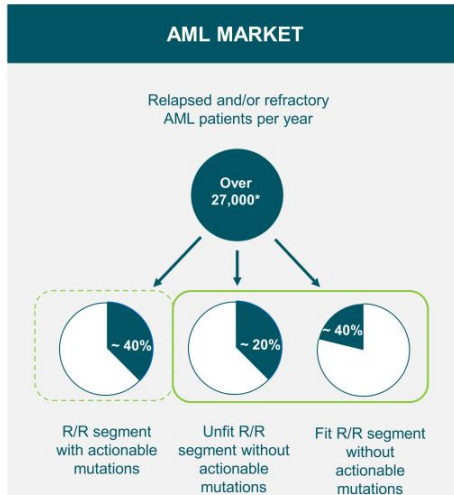 AML MARKET
Relapsed and/or refractory
AML patients per year
Over
27,000*
~ 40%
~ 20%
~ 40%
R/R segment
with actionable
mutations
Unfit R/R
segment without
actionable
mutations
Fit R/R segment
without
actionable
mutations